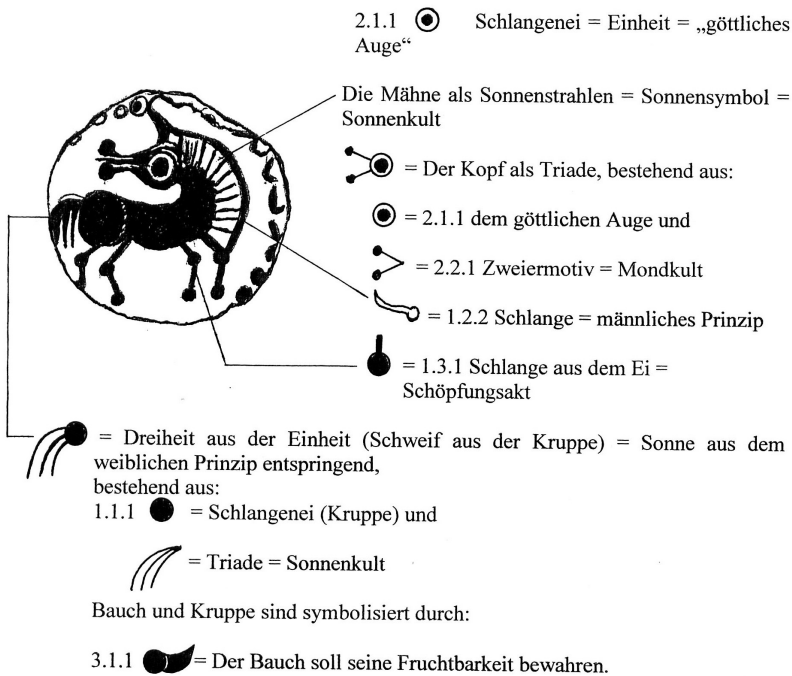 2.1.1 Schlangenei = Einheit = „göttliches
Auge“
Die Mähne als Sonnenstrahlen = Sonnensymbol =
Sonnenkult
= Der Kopf als Triade, bestehend aus:
= 2.1.1 dem göttlichen Auge und
= 2.2.1 Zweiermotiv = Mondkult
= 1.2.2 Schlange = männliches Prinzip
= 1.3.1 Schlange aus dem Ei =
Schöpfungsakt
= Dreiheit aus der Einheit (Schweif aus der Kruppe) = Sonne aus dem
weiblichen Prinzip entspringend,
bestehend aus:
1.1.1 = Schlangenei (Kruppe) und
= Triade = Sonnenkult
Bauch und Kruppe sind symbolisiert durch:
3.1.1 = Der Bauch soll seine Fruchtbarkeit bewahren.